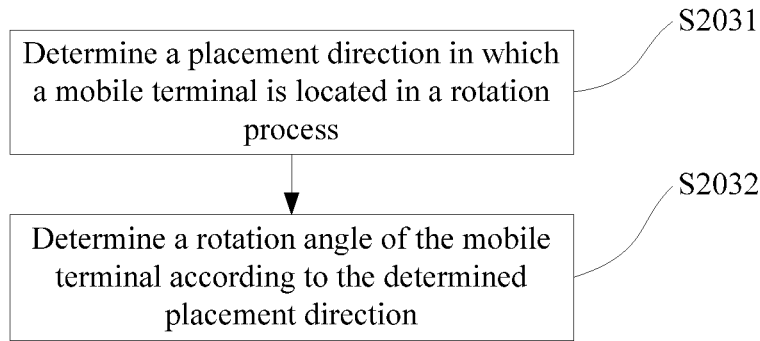 S2031
Determine a placement direction in which
a mobile terminal is located in a rotation
process
S2032
Determine a rotation angle of the mobile
terminal according to the determined
placement direction